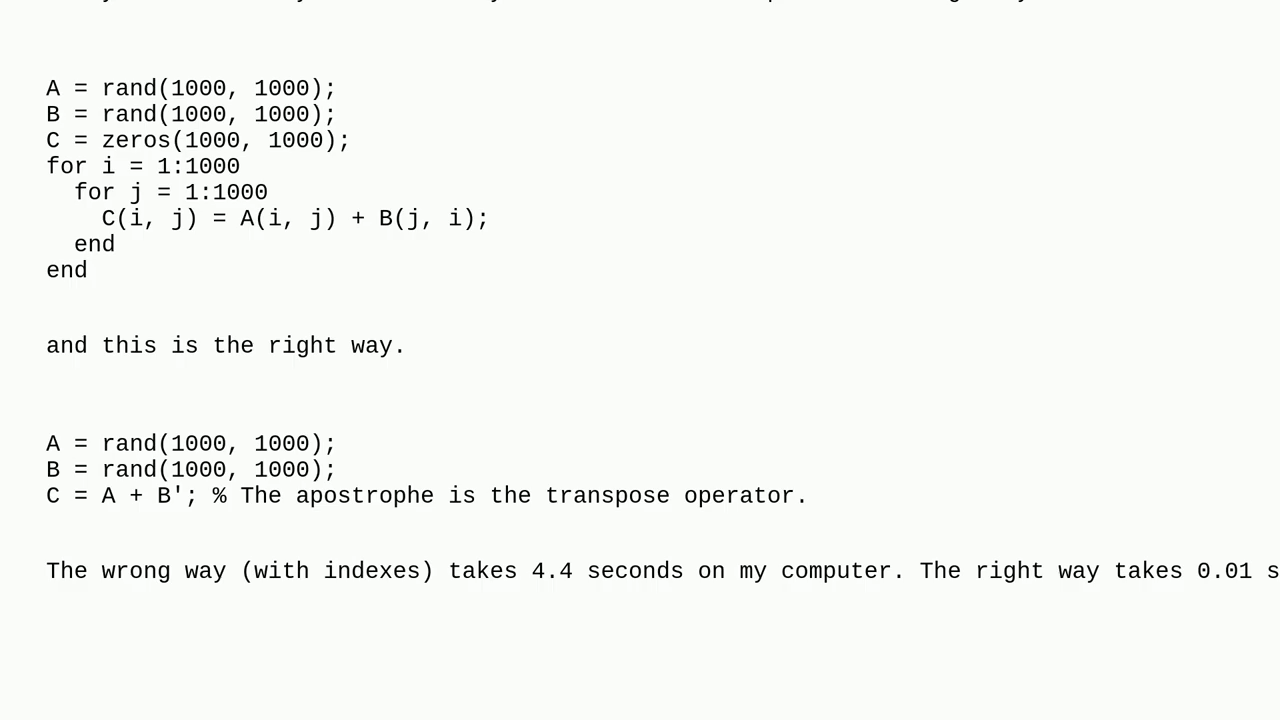 A = rand(1000, 1000);
B = rand(1000, 1000);
C = zeros(1000, 1000);
for i = 1:1000
  for j = 1:1000
    C(i, j) = A(i, j) + B(j, i);
  end
end
and this is the right way.
A = rand(1000, 1000);
B = rand(1000, 1000);
C = A + B'; % The apostrophe is the transpose operator.
The wrong way (with indexes) takes 4.4 seconds on my computer. The right way takes 0.01 s